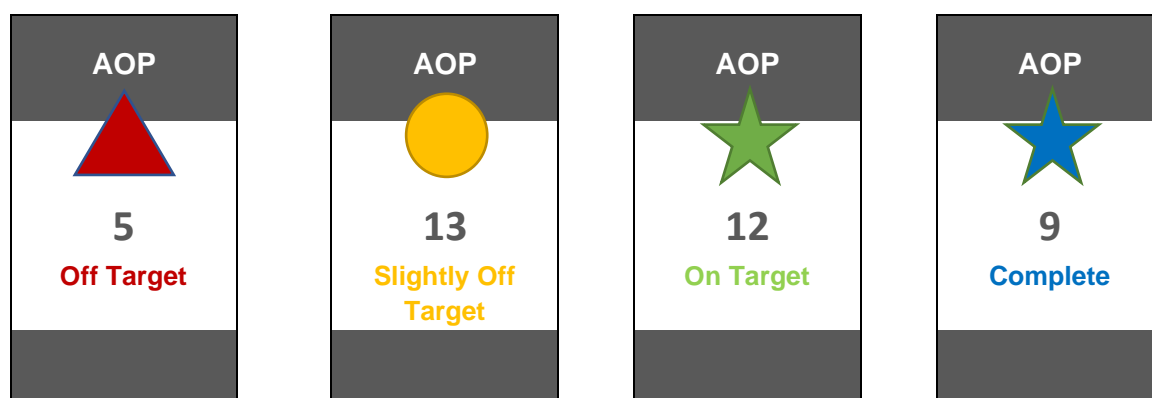 AOP
5
Off Target
AOP
13
Slightly Off
Target
AOP
12
On Target
AOP
9
Complete